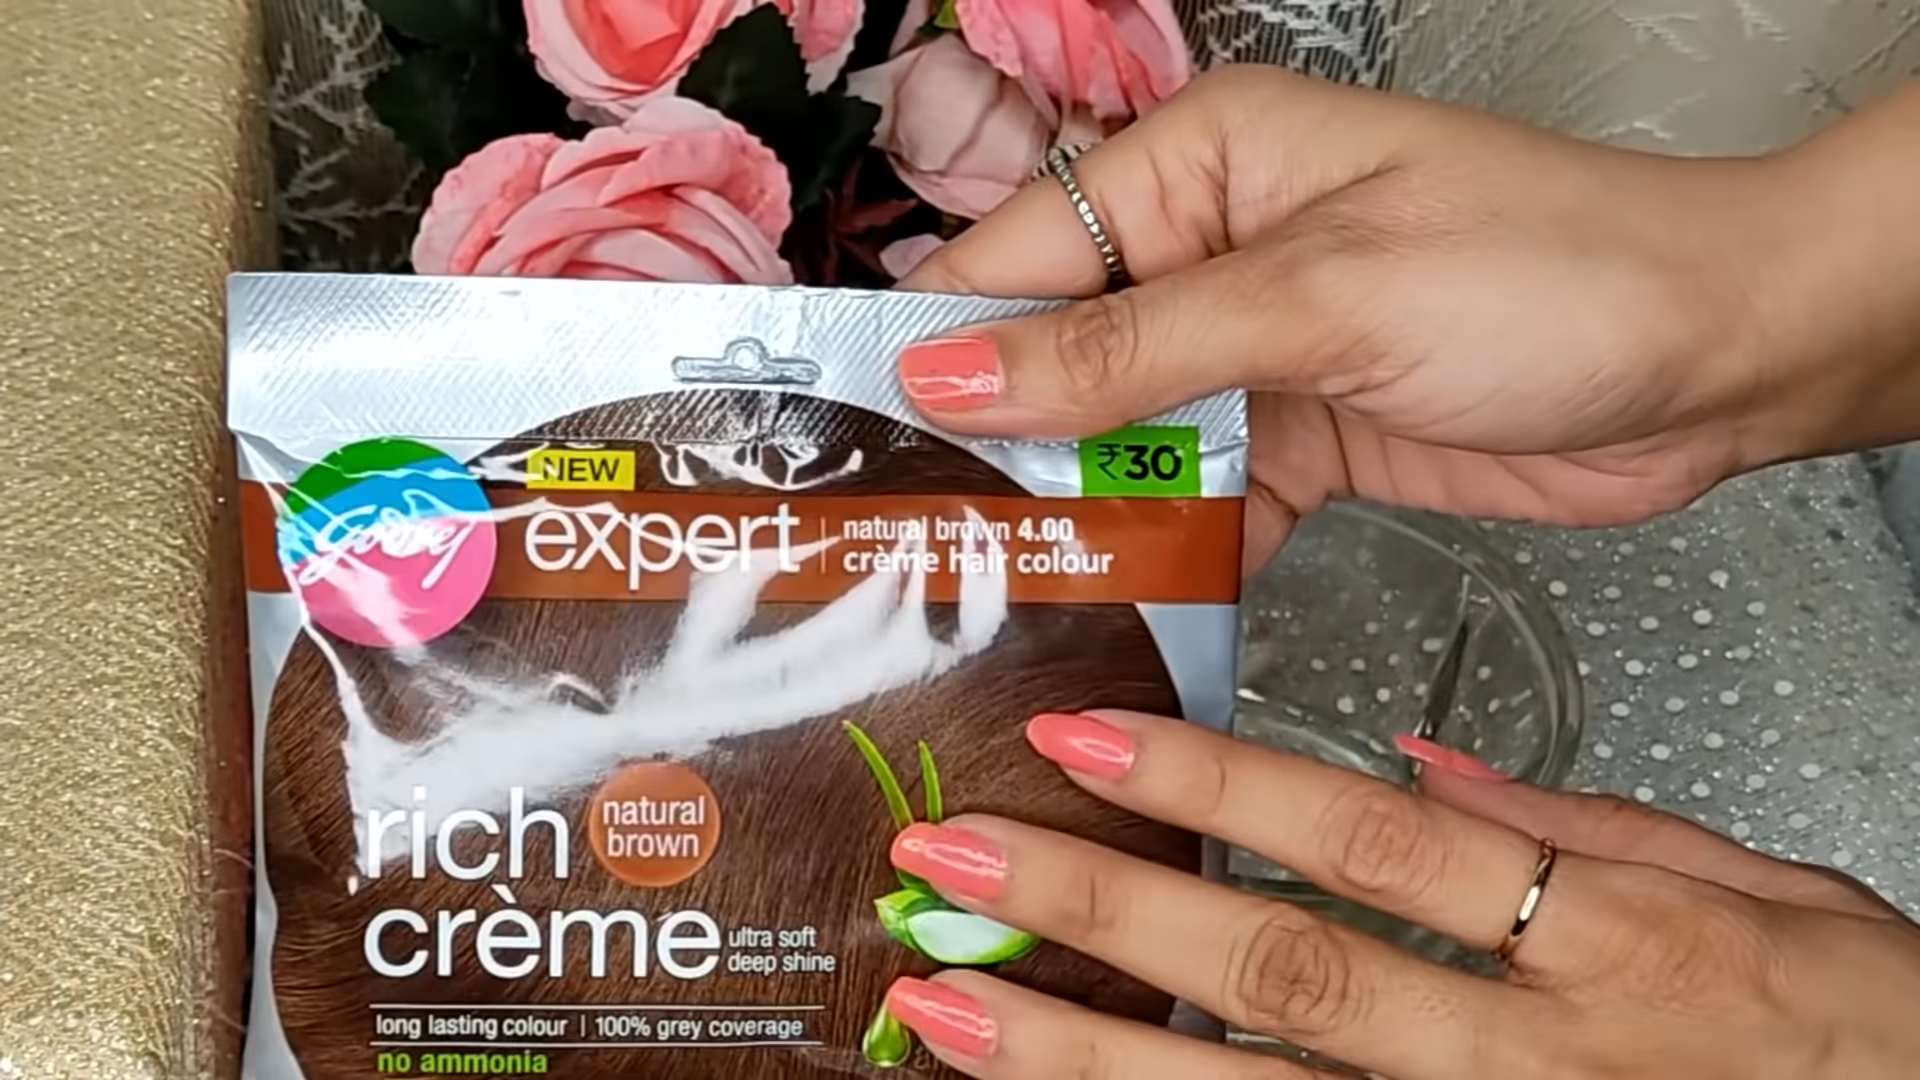 NEW
₹30
Godrej
expert
natural brown 4.00
crème hair colour
rich
crème
natural
brown
ultra soft
deep shine
long lasting colour | 100% grey coverage
no ammonia